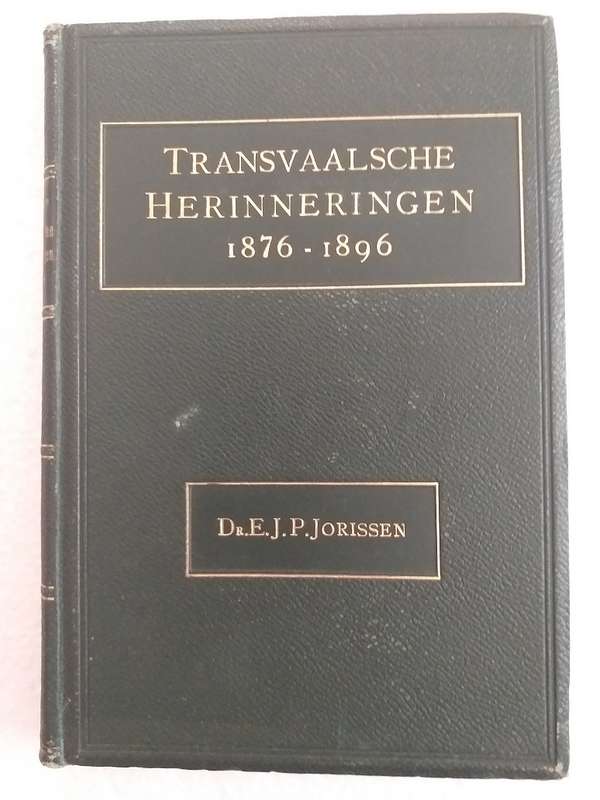 TRANSVAALSCHE
HERINNERINGEN
1876 - 1896
DR. E. J. P. JORISSEN